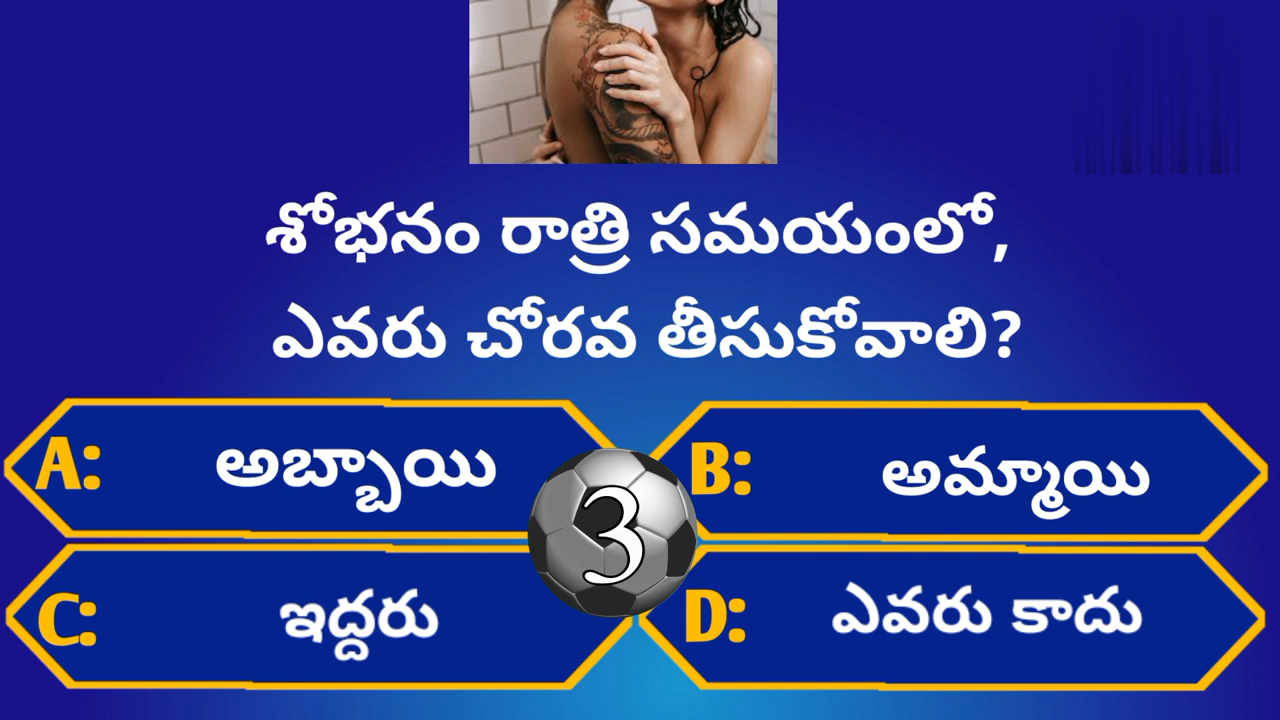 శోభనం రాత్రి సమయంలో,
ఎవరు చోరవ తీసుకోవాలి?
A: అబ్బాయి
B: అమ్మాయి
3
C: ఇద్దరు
D: ఎవరు కాదు